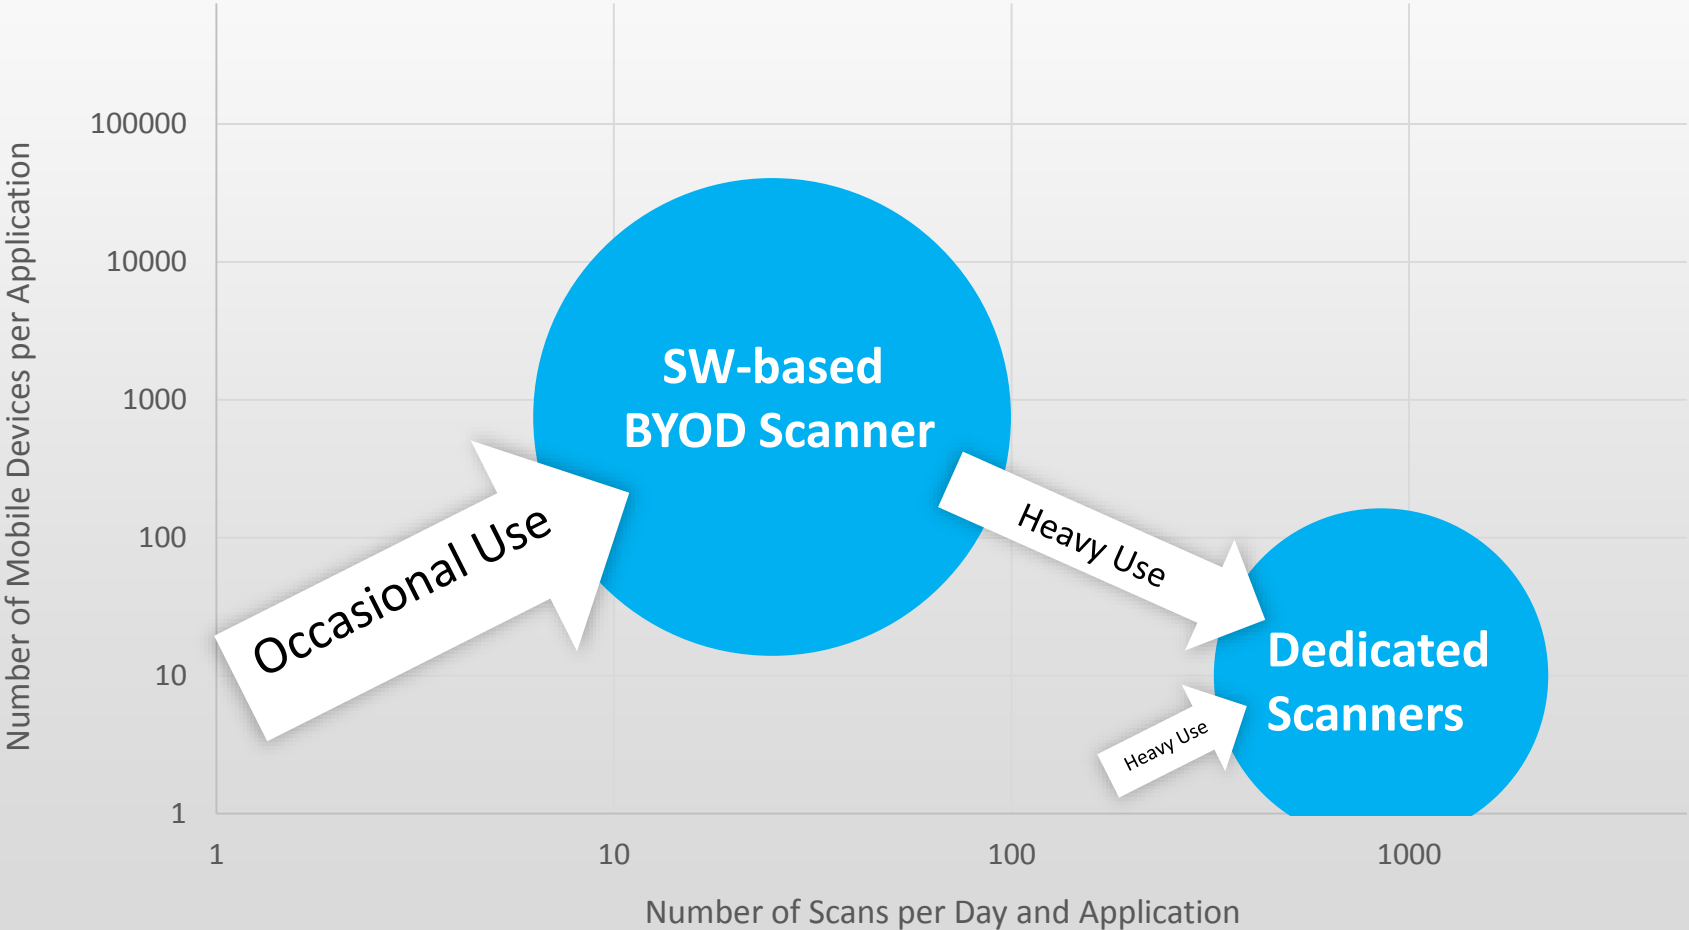 Number of Mobile Devices per Application
100000
10000
1000
100
10
1
SW-based
BYOD Scanner
Occasional Use
Heavy Use
Dedicated
Scanners
Heavy Use
1
10
100
1000
Number of Scans per Day and Application